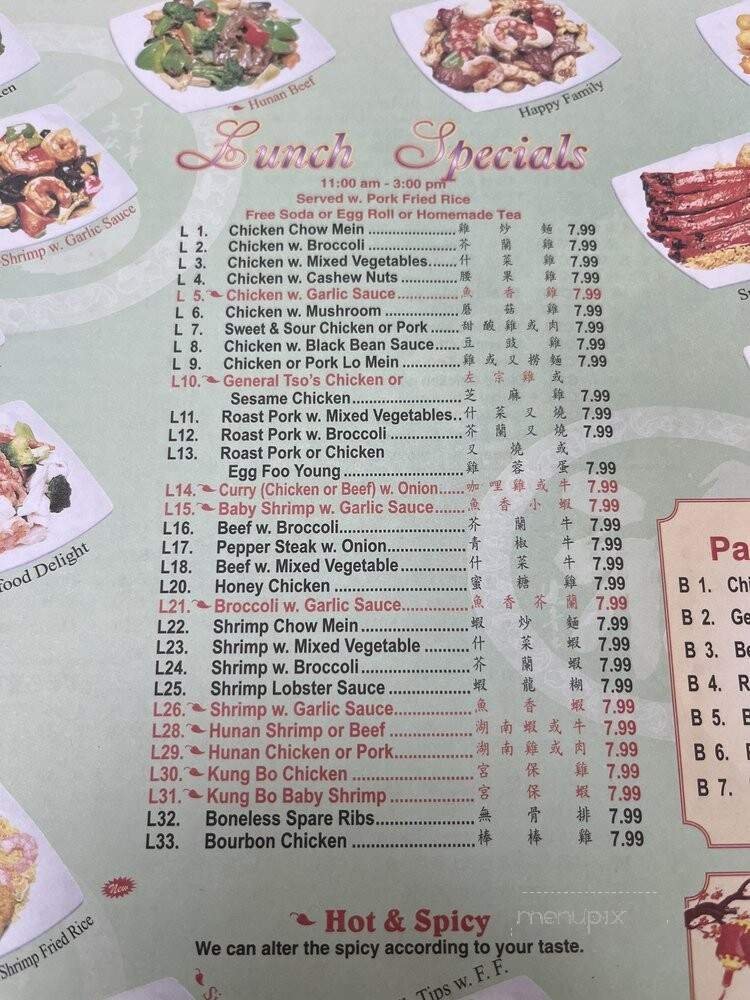 Hunan Beef
Happy Family
Shrimp w. Garlic Sauce
Lunch Specials
11:00 am - 3:00 pm
Served w. Pork Fried Rice
Free Soda or Egg Roll or Homemade Tea
L 1. Chicken Chow Mein 雞炒麵 7.99
L 2. Chicken w. Broccoli 芥蘭雞 7.99
L 3. Chicken w. Mixed Vegetables 什菜雞 7.99
L 4. Chicken w. Cashew Nuts 腰果雞 7.99
L 5. Chicken w. Garlic Sauce 魚香雞 7.99
L 6. Chicken w. Mushroom 蘑菇雞 7.99
L 7. Sweet & Sour Chicken or Pork 甜酸雞或肉 7.99
L 8. Chicken w. Black Bean Sauce 豆豉雞 7.99
L 9. Chicken or Pork Lo Mein 雞或叉撈麵 7.99
L10. General Tso's Chicken or 左宗雞或
Sesame Chicken 芝麻雞 7.99
L11. Roast Pork w. Mixed Vegetables 什菜叉燒 7.99
L12. Roast Pork w. Broccoli 芥蘭叉燒 7.99
L13. Roast Pork or Chicken 叉燒或
Egg Foo Young 雞蓉蛋 7.99
L14. Curry (Chicken or Beef) w. Onion 咖哩雞或牛 7.99
L15. Baby Shrimp w. Garlic Sauce 魚香小蝦 7.99
L16. Beef w. Broccoli 芥蘭牛 7.99
L17. Pepper Steak w. Onion 青椒牛 7.99
L18. Beef w. Mixed Vegetable 什菜牛 7.99
L20. Honey Chicken 蜜糖雞 7.99
L21. Broccoli w. Garlic Sauce 魚香芥蘭 7.99
L22. Shrimp Chow Mein 蝦炒麵 7.99
L23. Shrimp w. Mixed Vegetable 什菜蝦 7.99
L24. Shrimp w. Broccoli 芥蘭蝦 7.99
L25. Shrimp Lobster Sauce 蝦龍糊 7.99
L26. Shrimp w. Garlic Sauce 魚香蝦 7.99
L28. Hunan Shrimp or Beef 湖南蝦或牛 7.99
L29. Hunan Chicken or Pork 湖南雞或肉 7.99
L30. Kung Bo Chicken 宮保雞 7.99
L31. Kung Bo Baby Shrimp 宮保蝦 7.99
L32. Boneless Spare Ribs 無骨排 7.99
L33. Bourbon Chicken 棒棒雞 7.99
food Delight
Pa
B 1. Chi
B 2. Ge
B 3. Be
B 4. R
B 5.
B 6.
B 7.
New
Shrimp Fried Rice
Hot & Spicy
We can alter the spicy according to your taste.
menupix
Tips w. F. F.